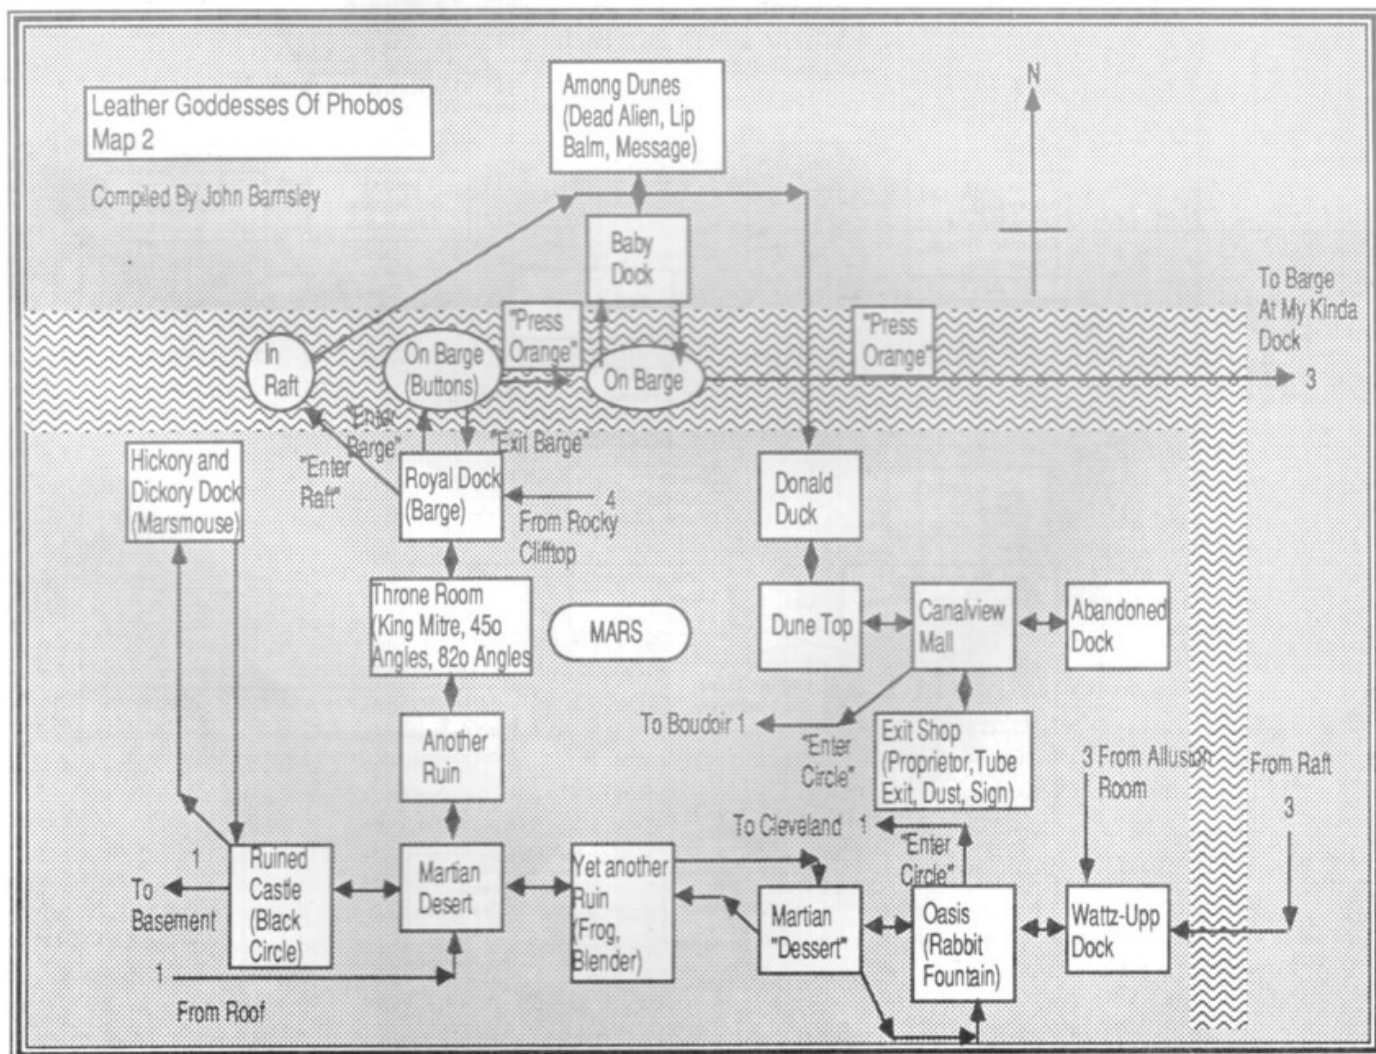 Leather Goddesses Of Phobos
Map 2
Compiled By John Barnsley
Among Dunes
(Dead Alien, Lip
Balm, Message)
N
Baby
Dock
To Barge
At My Kinda
Dock
"Press
Orange"
"Press
Orange"
In
Raft
On Barge
(Buttons)
On Barge
3
"Enter
Barge"
"Exit Barge"
"Enter
Raft"
Hickory and
Dickory Dock
(Marsmouse)
Royal Dock
(Barge)
4
From Rocky
Clifftop
Donald
Duck
Throne Room
(King Mitre, 45o
Angles, 82o Angles
MARS
Dune Top
Canalview
Mall
Abandoned
Dock
Another
Ruin
To Boudoir 1
"Enter
Circle"
Exit Shop
(Proprietor,Tube
Exit, Dust, Sign)
3 From Allusion
Room
From Raft
3
To Cleveland 1
"Enter
Circle"
1
To
Basement
Ruined
Castle
(Black
Circle)
Martian
Desert
Yet another
Ruin
(Frog,
Blender)
Martian
"Dessert"
Oasis
(Rabbit
Fountain)
Wattz-Upp
Dock
1
From Roof